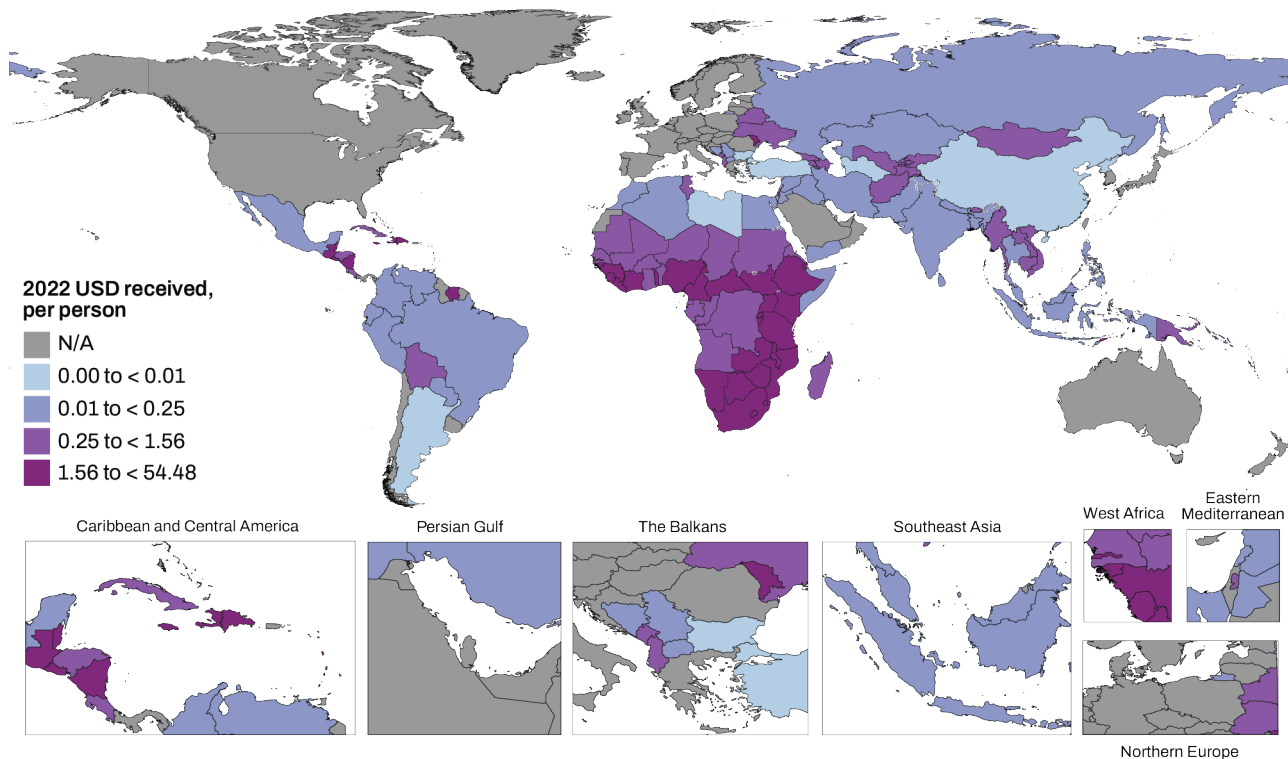 2022 USD received,
per person
N/A
0.00 to < 0.01
0.01 to < 0.25
0.25 to < 1.56
1.56 to < 54.48
Caribbean and Central America
Persian Gulf
The Balkans
Southeast Asia
West Africa
Eastern
Mediterranean
Northern Europe